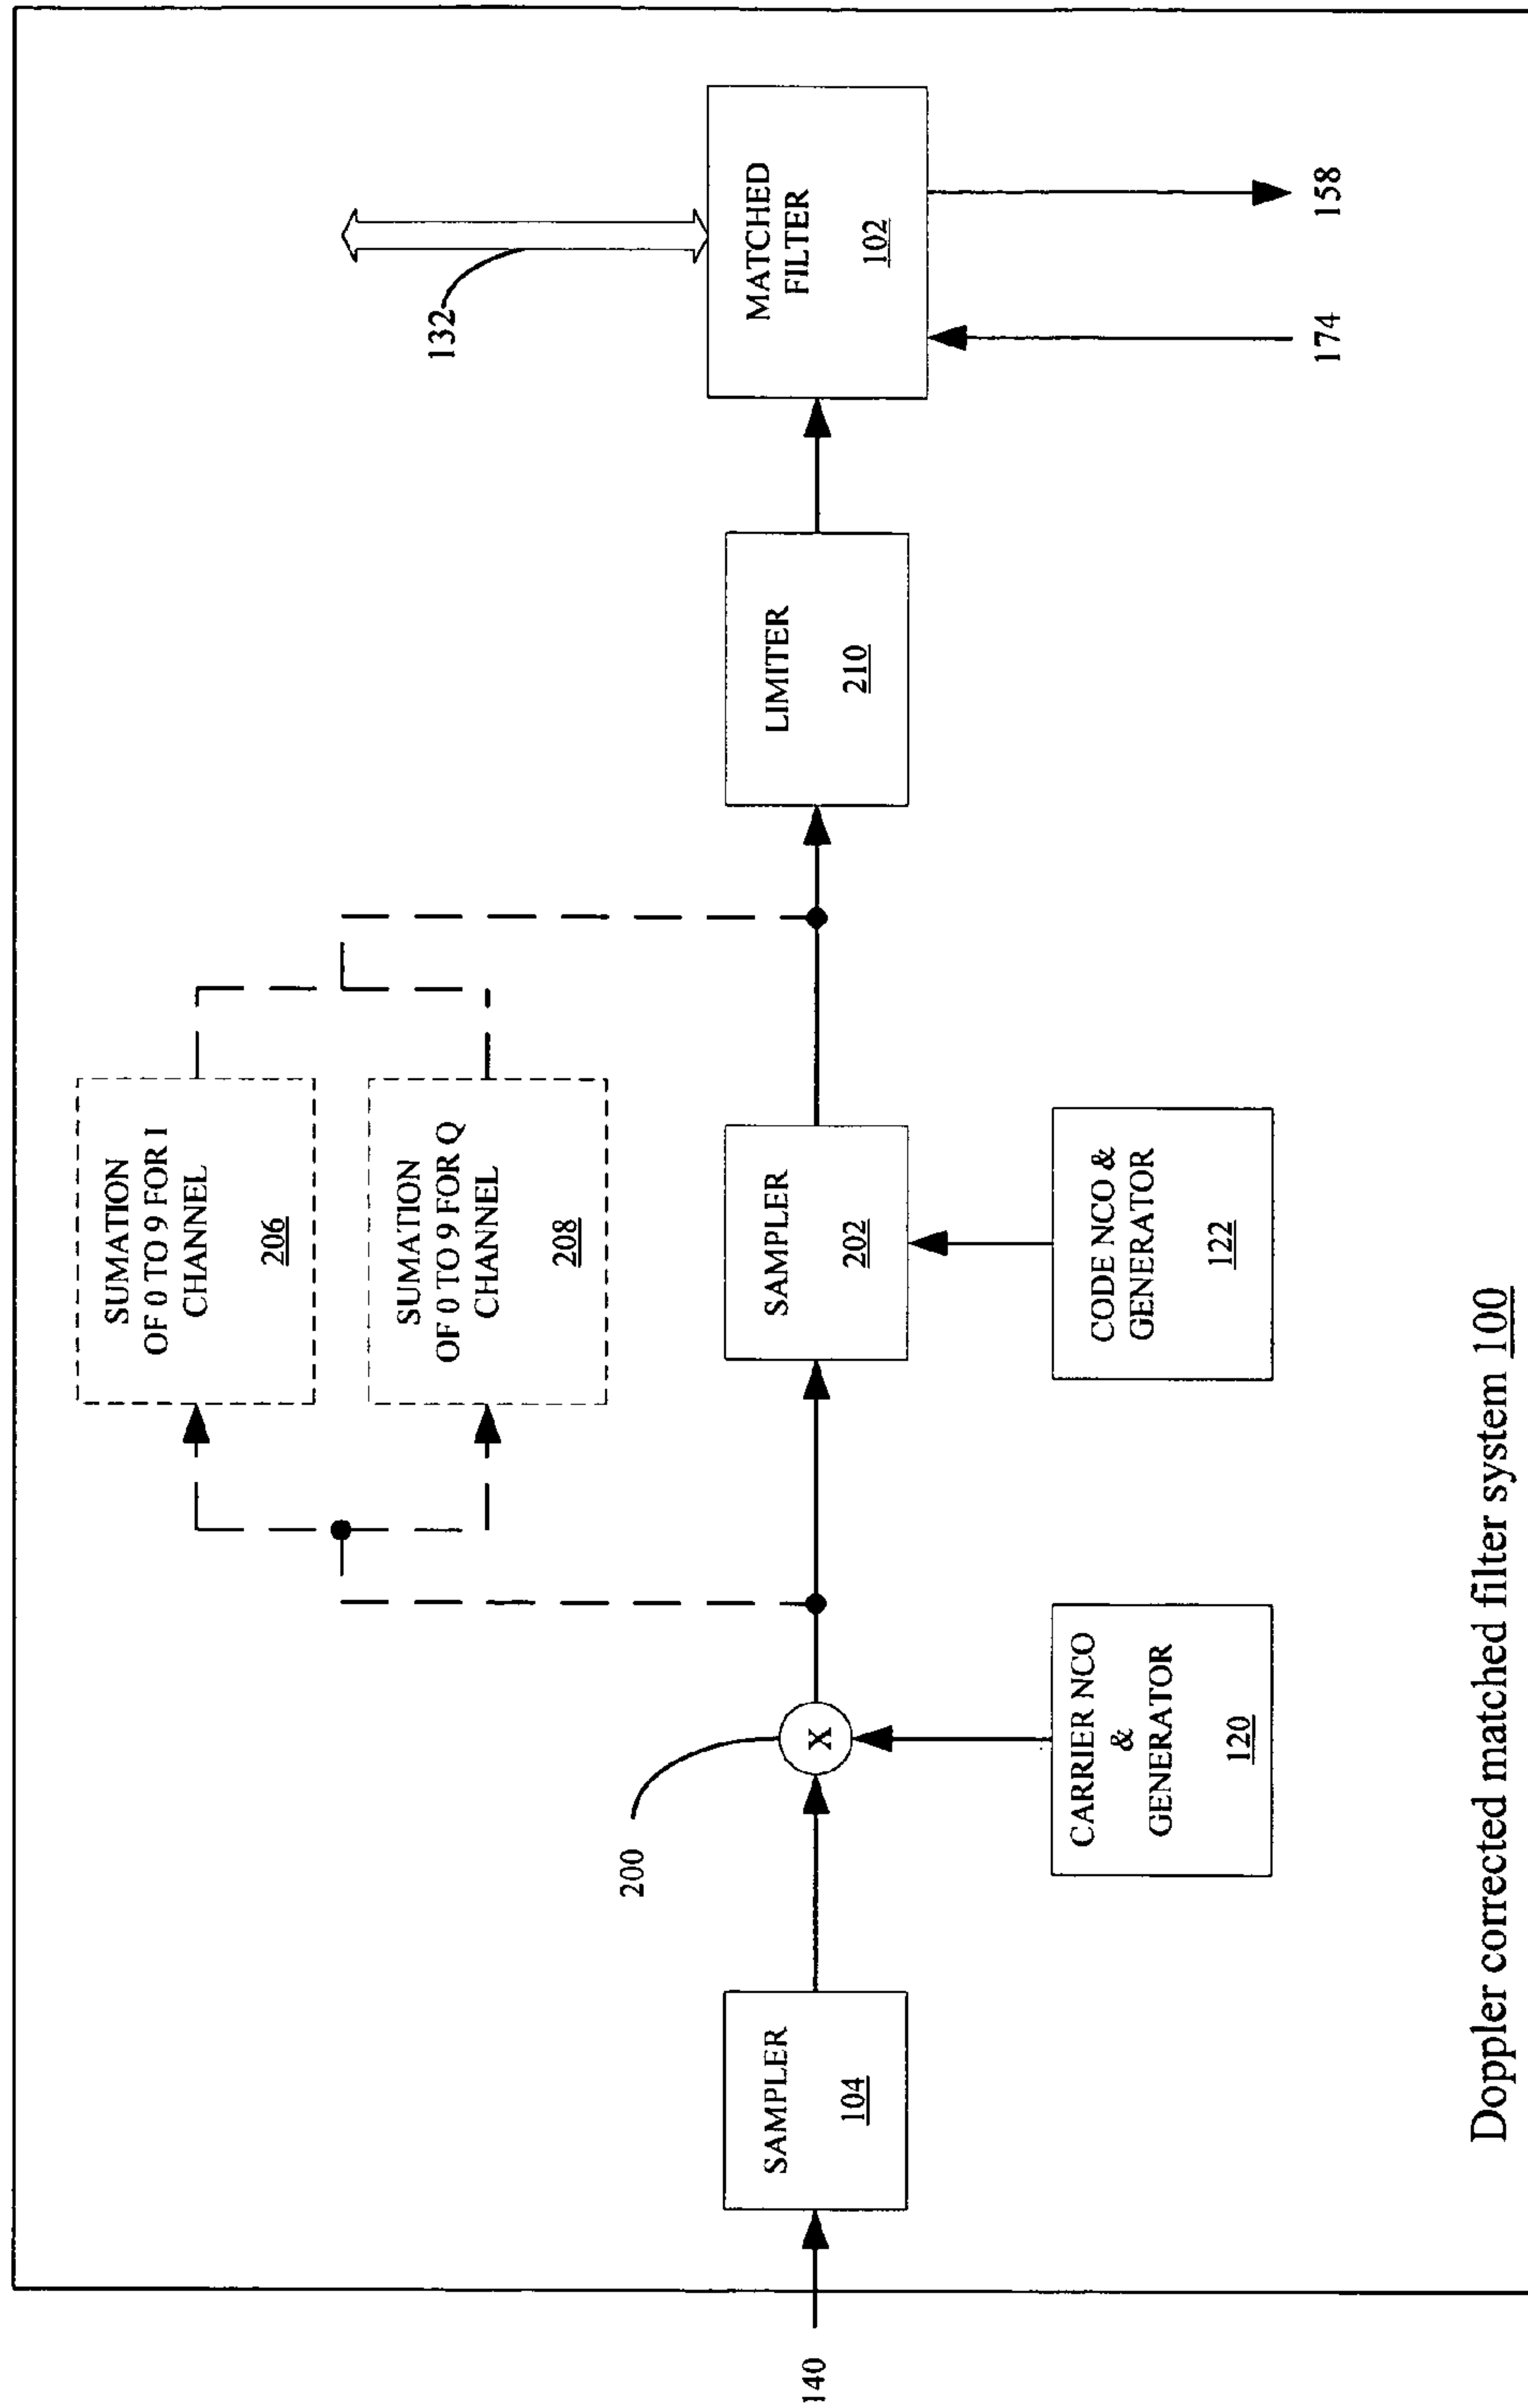 SUMATION
OF 0 TO 9 FOR I
CHANNEL
206
SUMATION
OF 0 TO 9 FOR Q
CHANNEL
208
132
140
SAMPLER
104
200
X
SAMPLER
202
LIMITER
210
MATCHED
FILTER
102
CARRIER NCO
&
GENERATOR
120
CODE NCO &
GENERATOR
122
174
158
Doppler corrected matched filter system 100